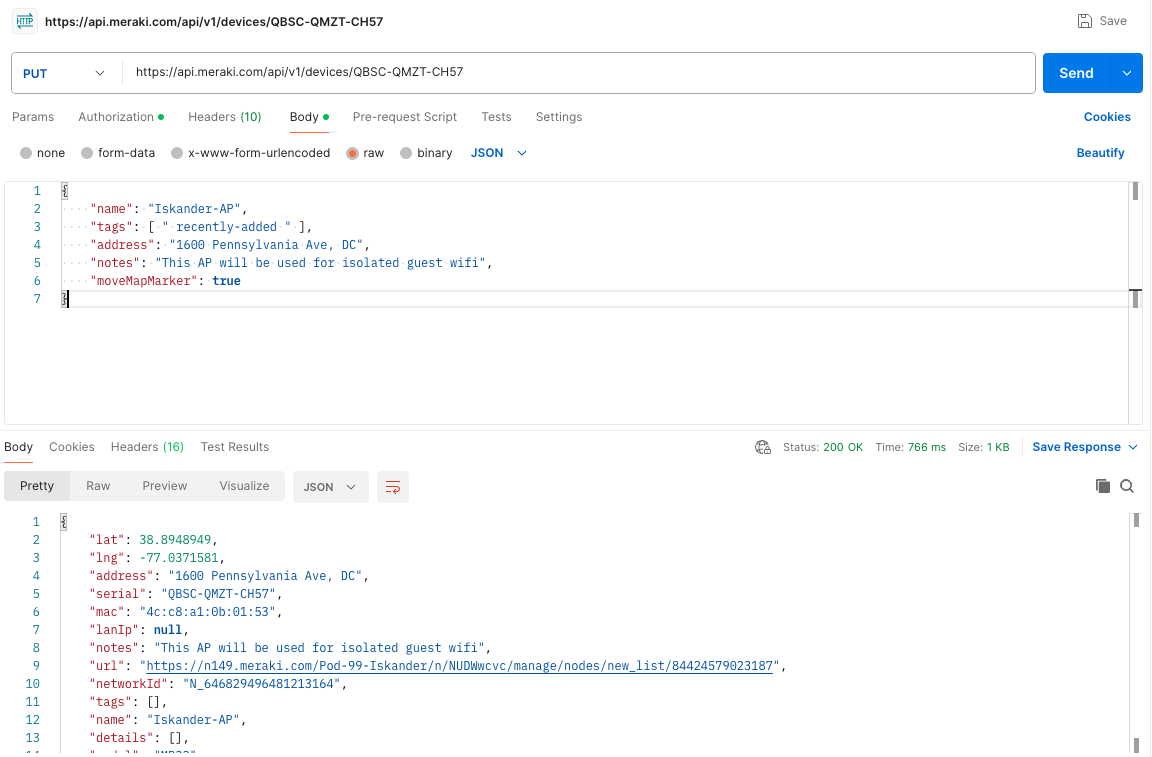 HTTP https://api.meraki.com/api/v1/devices/QBSC-QMZT-CH57 Save
PUT https://api.meraki.com/api/v1/devices/QBSC-QMZT-CH57 Send
Params Authorization Headers (10) Body Pre-request Script Tests Settings Cookies
none form-data x-www-form-urlencoded raw binary JSON Beautify
1 {
2 "name": "Iskander-AP",
3 "tags": [ " recently-added " ],
4 "address": "1600 Pennsylvania Ave, DC",
5 "notes": "This AP will be used for isolated guest wifi",
6 "moveMapMarker": true
7 }
Body Cookies Headers (16) Test Results Status: 200 OK Time: 766 ms Size: 1 KB Save Response
Pretty Raw Preview Visualize JSON
1 {
2 "lat": 38.8948949,
3 "lng": -77.0371581,
4 "address": "1600 Pennsylvania Ave, DC",
5 "serial": "QBSC-QMZT-CH57",
6 "mac": "4c:c8:a1:0b:01:53",
7 "lanIp": null,
8 "notes": "This AP will be used for isolated guest wifi",
9 "url": "https://n149.meraki.com/Pod-99-Iskander/n/NUDWwcvc/manage/nodes/new_list/84424579023187",
10 "networkId": "N_646829496481213164",
11 "tags": [],
12 "name": "Iskander-AP",
13 "details": [],